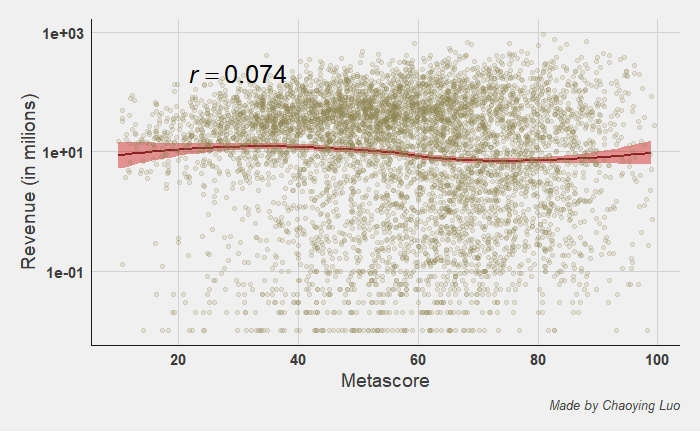 1e+03
r = 0.074
1e+01
1e-01
Revenue (in milions)
20 40 60 80 100
Metascore
Made by Chaoying Luo